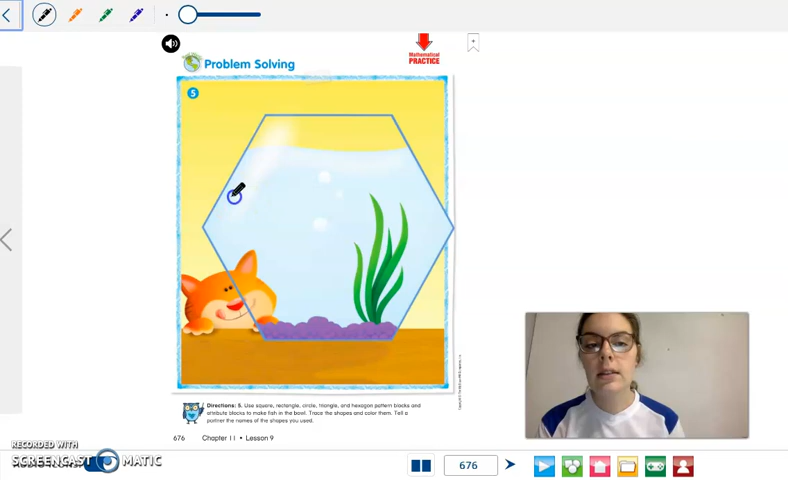 Mathematical
PRACTICE
Problem Solving
5
Directions: 5. Use square, rectangle, circle, triangle, and hexagon pattern blocks and
attribute blocks to make fish in the bowl. Trace the shapes and color them. Tell a
partner the names of the shapes you used.
676 Chapter 11 • Lesson 9
RECORDED WITH
SCREENCAST MATIC
676